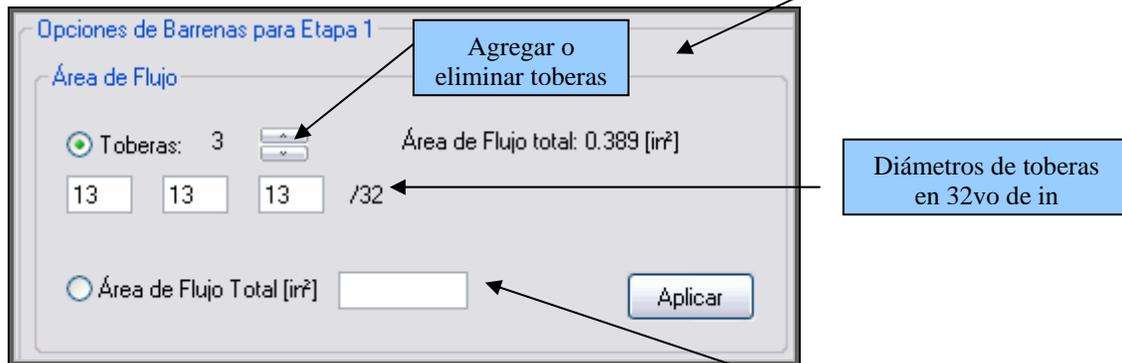 Opciones de Barrenas para Etapa 1
Agregar o
eliminar toberas
Área de Flujo
Toberas: 3
Área de Flujo total: 0.389 [in²]
13 13 13 /32
Diámetros de toberas
en 32vo de in
Área de Flujo Total [in²]
Aplicar